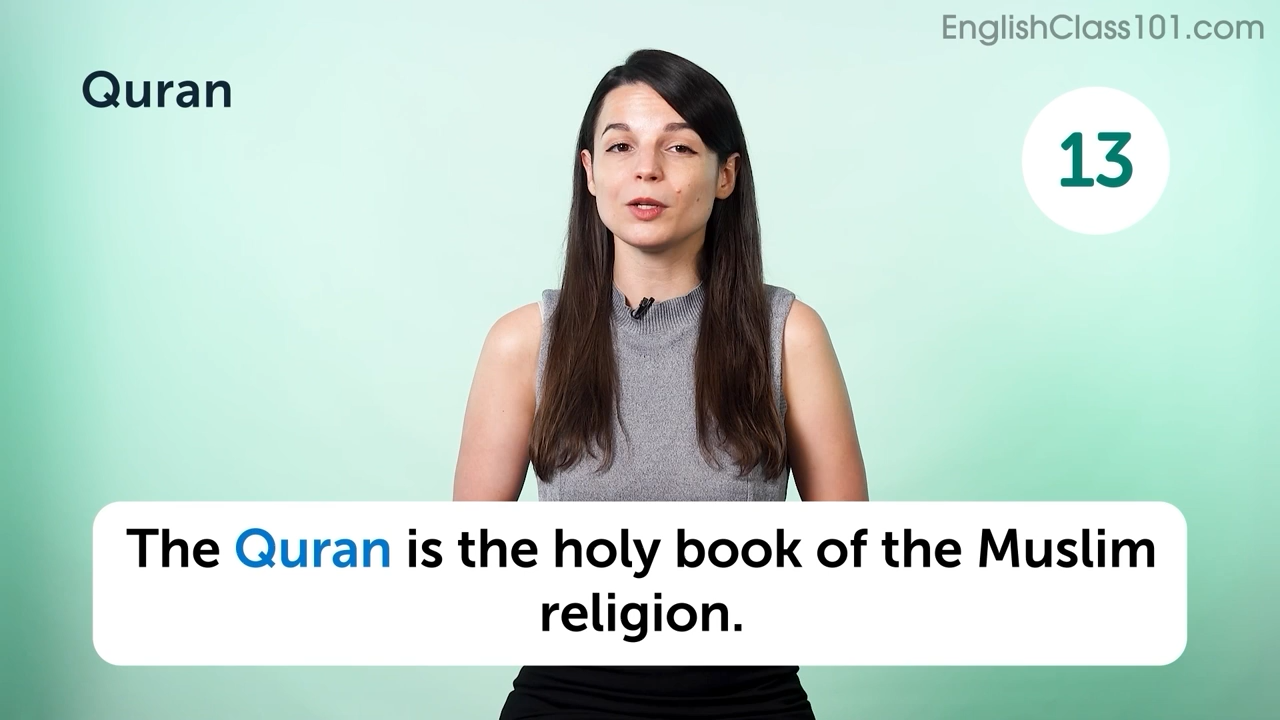 EnglishClass101.com
Quran
13
The Quran is the holy book of the Muslim
religion.